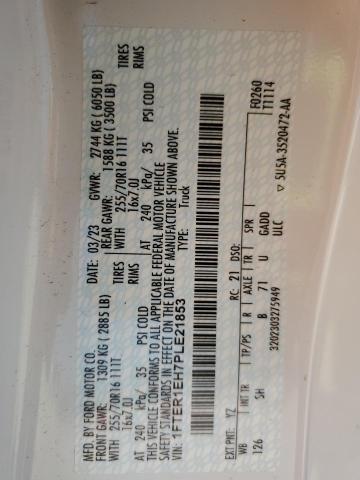 MFD. BY FORD MOTOR CO.
DATE: 03/23 GVWR: 2744 KG ( 6050 LB)
FRONT GAWR: 1309 KG ( 2885 LB) REAR GAWR: 1588 KG ( 3500 LB)
WITH 255/70R16 111T TIRES WITH 255/70R16 111T TIRES
16x7.0J RIMS 16x7.0J RIMS
AT 240 kPa/ 35 PSI COLD AT 240 kPa/ 35 PSI COLD
THIS VEHICLE CONFORMS TO ALL APPLICABLE FEDERAL MOTOR VEHICLE
SAFETY STANDARDS IN EFFECT ON THE DATE OF MANUFACTURE SHOWN ABOVE.
VIN: 1FTER1EH7PLE21853 TYPE: Truck
F0260
T1114
EXT PNT: YZ RC: 21 DSO:
WB INT TR TP/PS R AXLE TR SPR
126 SH B 71 U GADD
ULC
3202303275949 ▽ 5U5A-3520472-AA